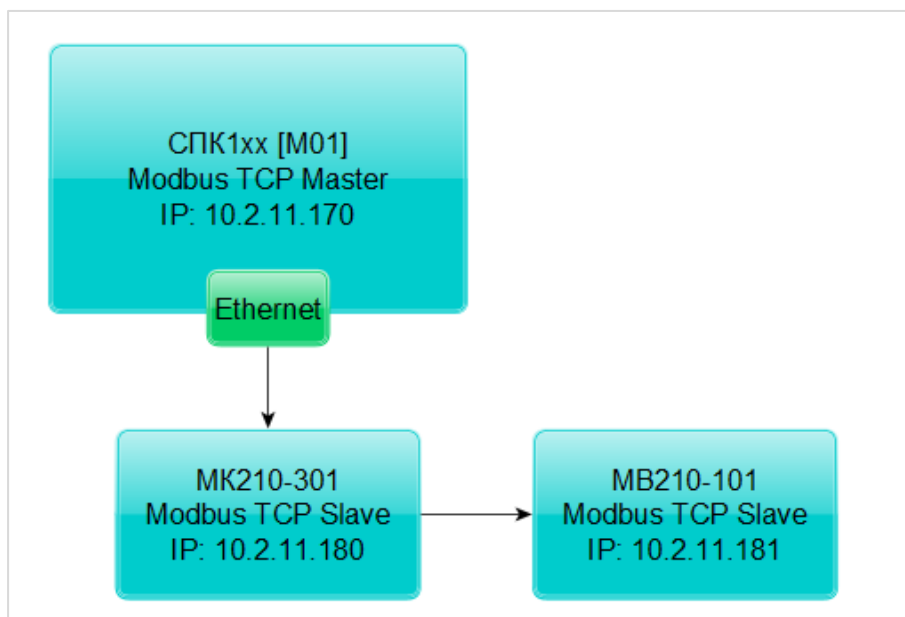 СПК1xx [M01]
Modbus TCP Master
IP: 10.2.11.170
Ethernet
МК210-301
Modbus TCP Slave
IP: 10.2.11.180
МВ210-101
Modbus TCP Slave
IP: 10.2.11.181